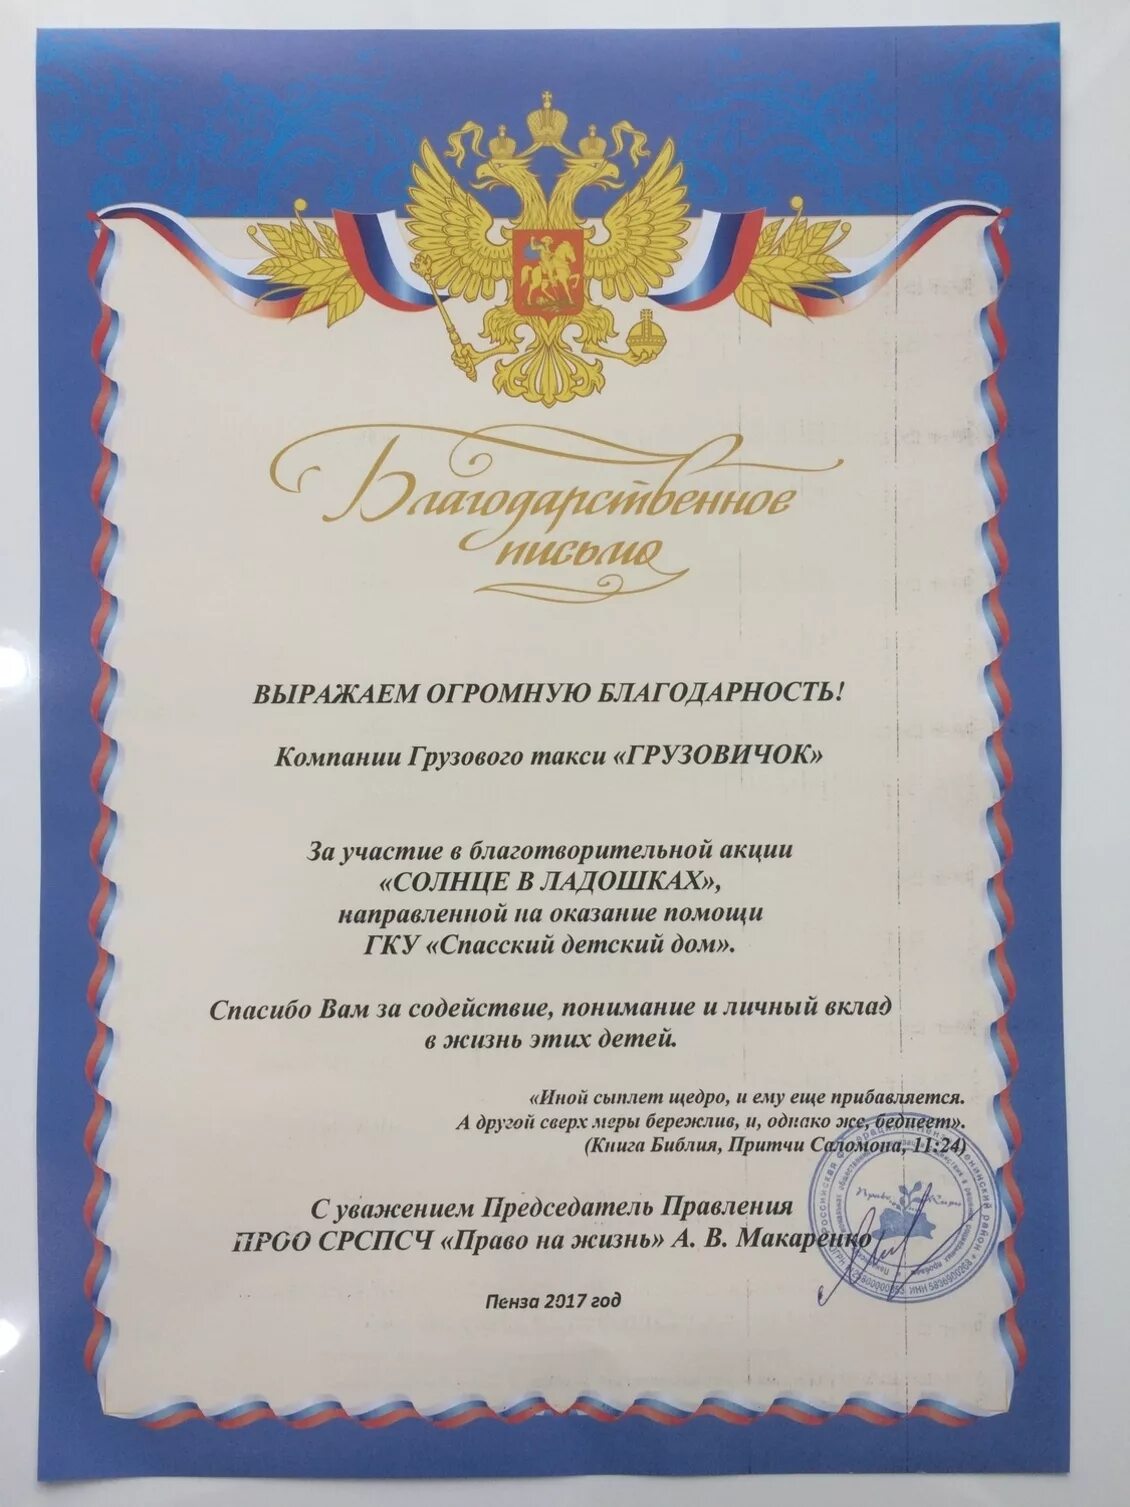 Благодарственное
письмо
ВЫРАЖАЕМ ОГРОМНУЮ БЛАГОДАРНОСТЬ!
Компании Грузового такси «ГРУЗОВИЧОК»
За участие в благотворительной акции
«СОЛНЦЕ В ЛАДОШКАХ»,
направленной на оказание помощи
ГКУ «Спасский детский дом».
Спасибо Вам за содействие, понимание и личный вклад
в жизнь этих детей.
«Иной сыплет щедро, и ему еще прибавляется.
А другой сверх меры бережлив, и, однако же, беднеет».
(Книга Библия, Притчи Саломона, 11:24)
С уважением Председатель Правления
ПРОО СРСПСЧ «Право на жизнь» А. В. Макаренко
Пенза 2017 год
ИНН 5836900208